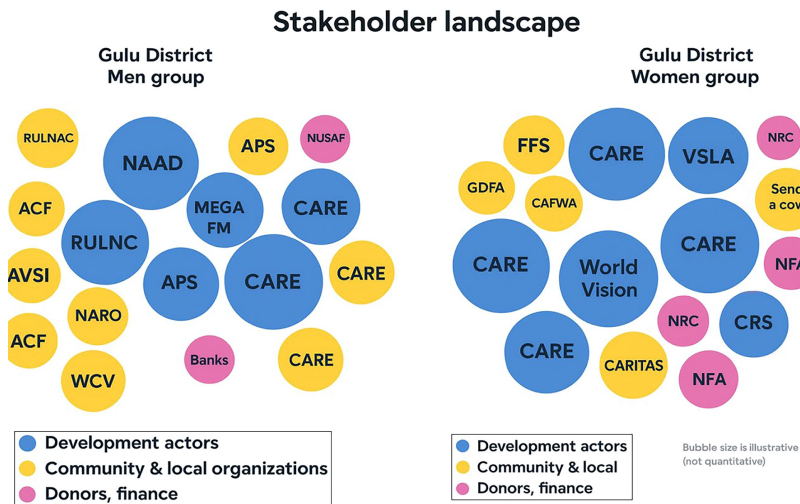 Stakeholder landscape
Gulu District
Men group
RULNAC
NAAD
APS
NUSAF
ACF
MEGA
FM
CARE
RULNC
AVSI
APS
CARE
CARE
NARO
ACF
Banks
CARE
WCV
Development actors
Community & local organizations
Donors, finance
Gulu District
Women group
FFS
CARE
VSLA
NRC
GDFA
CAFWA
Send
a cow
CARE
World
Vision
CARE
NFA
NRC
CRS
CARE
CARITAS
NFA
Development actors
Community & local
Donors, finance
Bubble size is illustrative
(not quantitative)